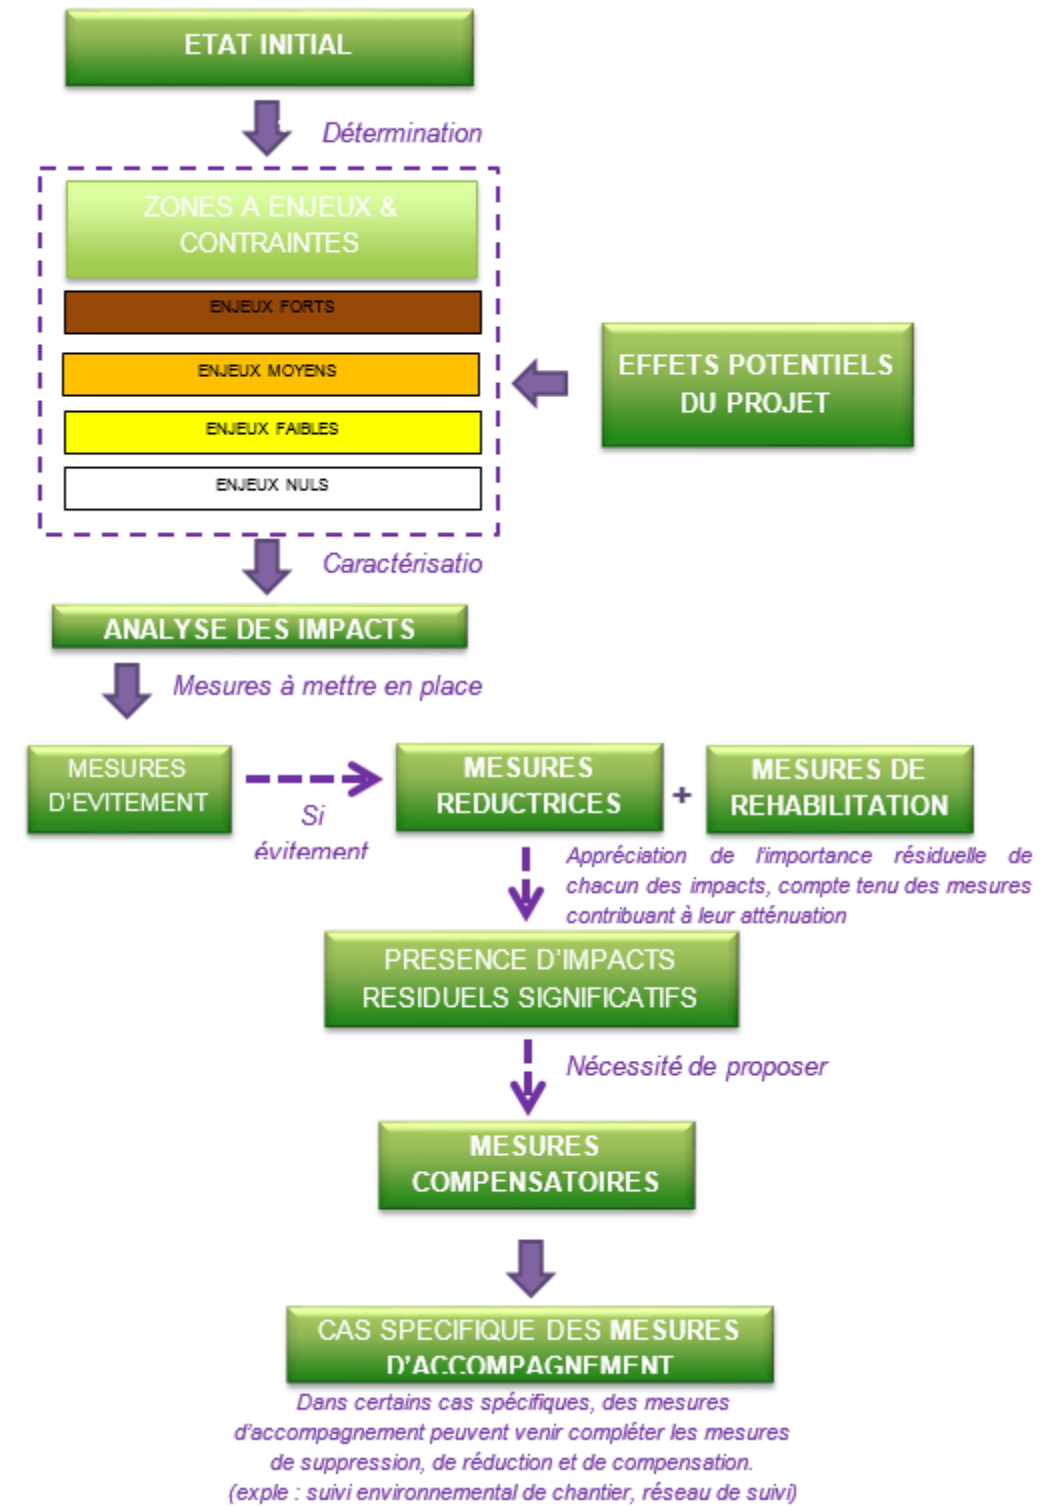 ETAT INITIAL
Détermination
ZONES A ENJEUX &
CONTRAINTES
ENJEUX FORTS
ENJEUX MOYENS
ENJEUX FAIBLES
ENJEUX NULS
EFFETS POTENTIELS
DU PROJET
Caractérisatio
ANALYSE DES IMPACTS
Mesures à mettre en place
MESURES
D'EVITEMENT
Si
évitement
MESURES
REDUCTRICES
+
MESURES DE
REHABILITATION
Appréciation de l'importance résiduelle de
chacun des impacts, compte tenu des mesures
contribuant à leur atténuation
PRESENCE D'IMPACTS
RESIDUELS SIGNIFICATIFS
Nécessité de proposer
MESURES
COMPENSATOIRES
CAS SPECIFIQUE DES MESURES
D'ACCOMPAGNEMENT
Dans certains cas spécifiques, des mesures
d'accompagnement peuvent venir compléter les mesures
de suppression, de réduction et de compensation.
(exple : suivi environnemental de chantier, réseau de suivi)